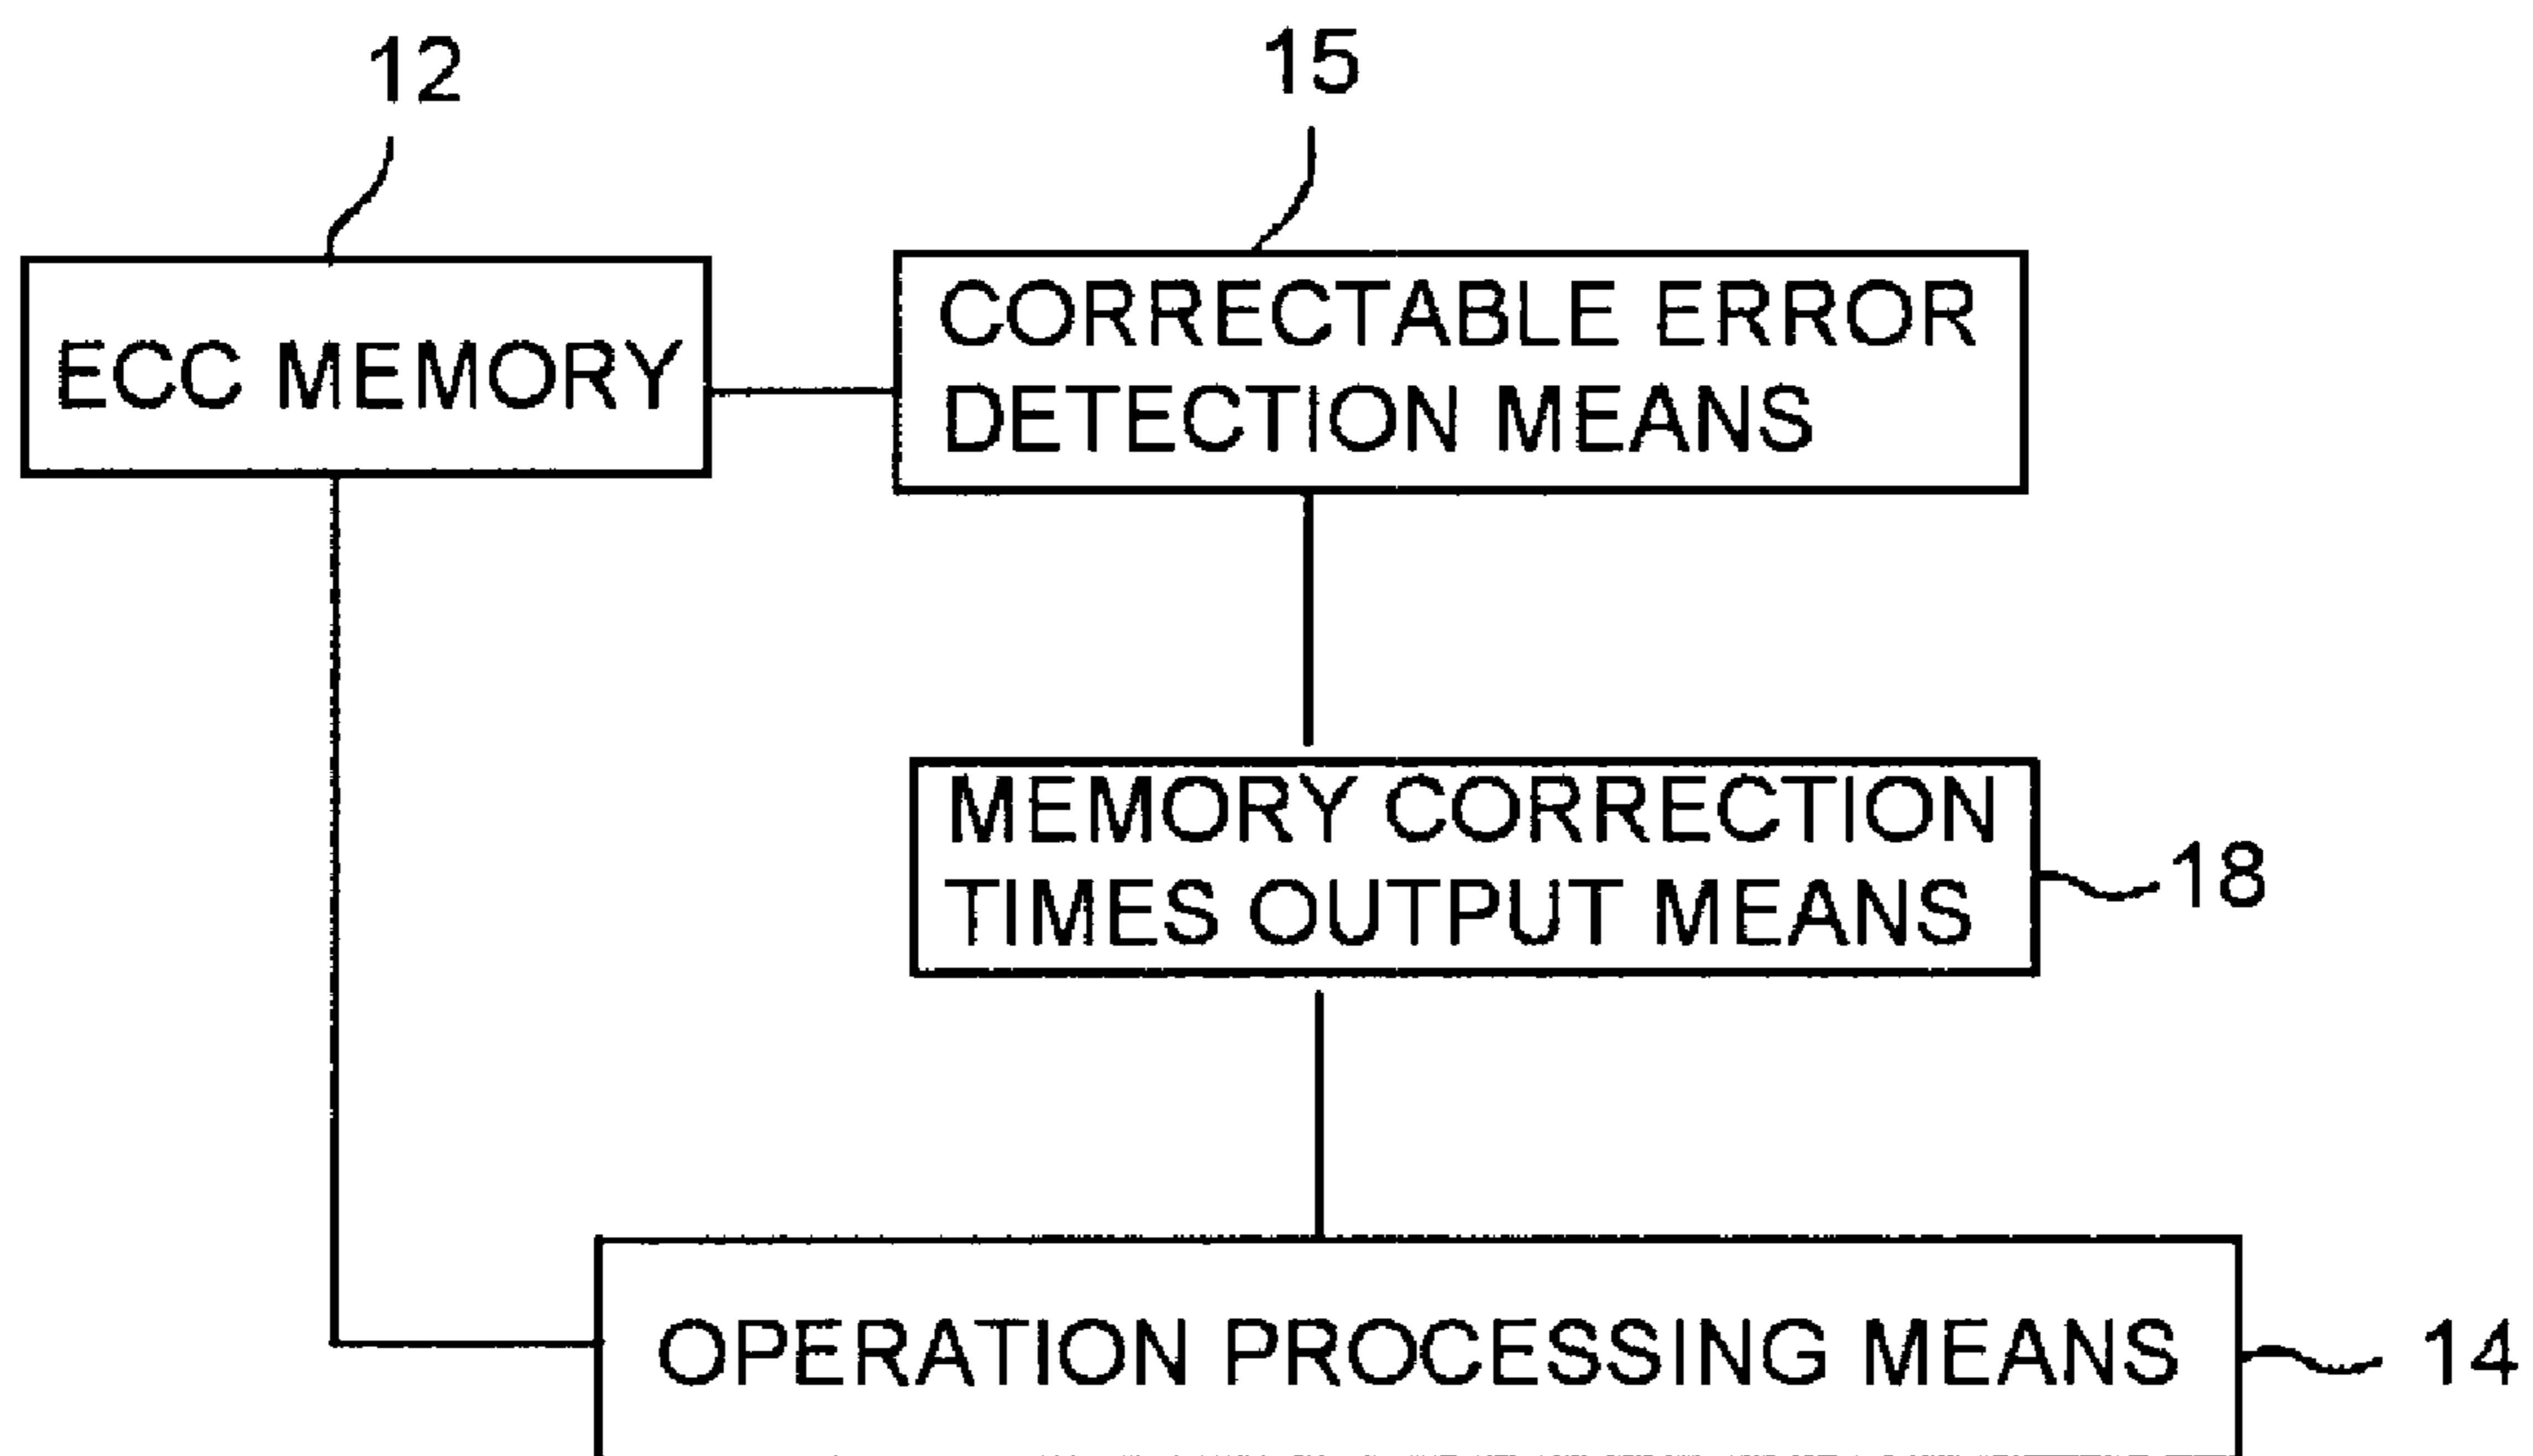 12
15
ECC MEMORY
CORRECTABLE ERROR
DETECTION MEANS
MEMORY CORRECTION
TIMES OUTPUT MEANS
18
OPERATION PROCESSING MEANS
14